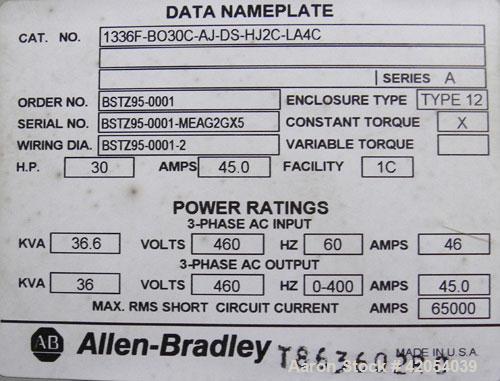 DATA NAMEPLATE
CAT. NO. 1336F-BO30C-AJ-DS-HJ2C-LA4C
SERIES A
ORDER NO. BSTZ95-0001 ENCLOSURE TYPE TYPE 12
SERIAL NO. BSTZ95-0001-MEAG2GX5 CONSTANT TORQUE X
WIRING DIA. BSTZ95-0001-2 VARIABLE TORQUE
H.P. 30 AMPS 45.0 FACILITY 1C
POWER RATINGS
3-PHASE AC INPUT
KVA 36.6 VOLTS 460 HZ 60 AMPS 46
3-PHASE AC OUTPUT
KVA 36 VOLTS 460 HZ 0-400 AMPS 45.0
MAX. RMS SHORT CIRCUIT CURRENT AMPS 65000
AB Allen-Bradley MADE IN U.S.A.
Aaron Stock # 42054039